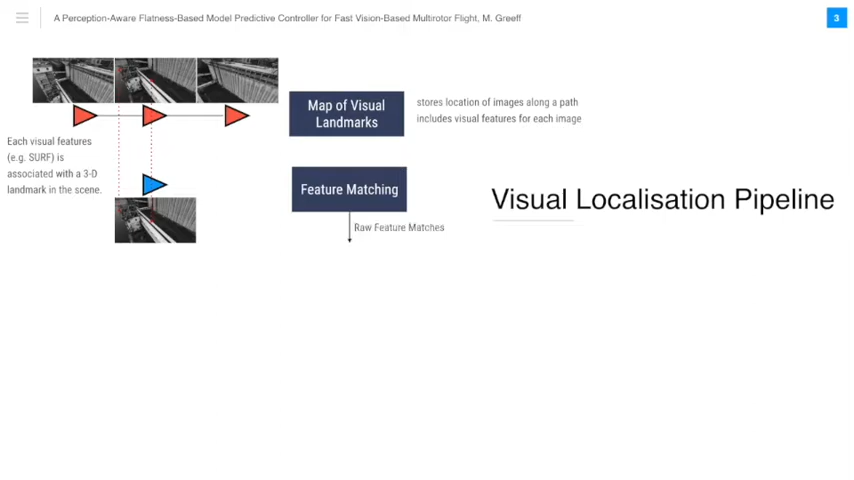 A Perception-Aware Flatness-Based Model Predictive Controller for Fast Vision-Based Multirotor Flight, M. Greeff
3
Map of Visual
Landmarks
stores location of images along a path
includes visual features for each image
Each visual features
(e.g. SURF) is
associated with a 3-D
landmark in the scene.
Feature Matching
Raw Feature Matches
Visual Localisation Pipeline